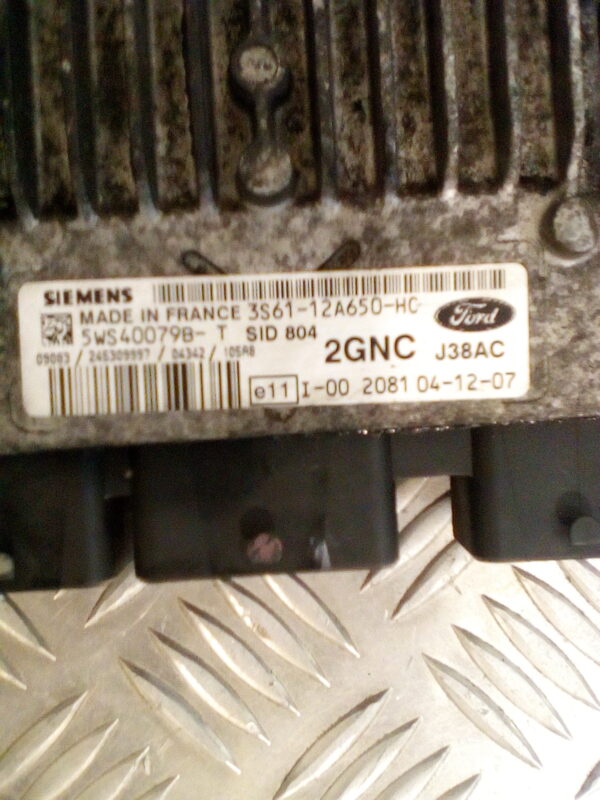 SIEMENS
MADE IN FRANCE 3S61-12A650-HC
Ford
5WS40079B- T SID 804
2GNC J38AC
09083 / 245309997 / 04342 / 105AB
e11 I-00 2081 04-12-07